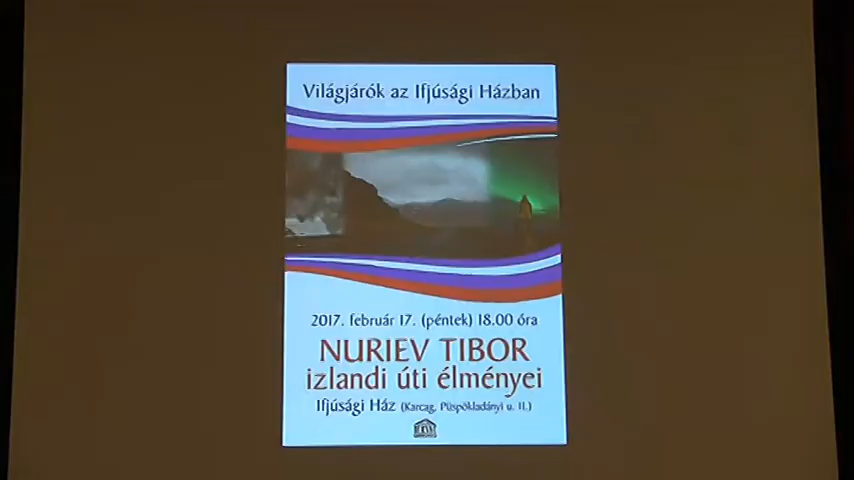 Világjárók az Ifjúsági Házban
2017. február 17. (péntek) 18.00 óra
NURIEV TIBOR
izlandi úti élményei
Ifjúsági Ház (Karcag, Püspökladányi u. 11.)